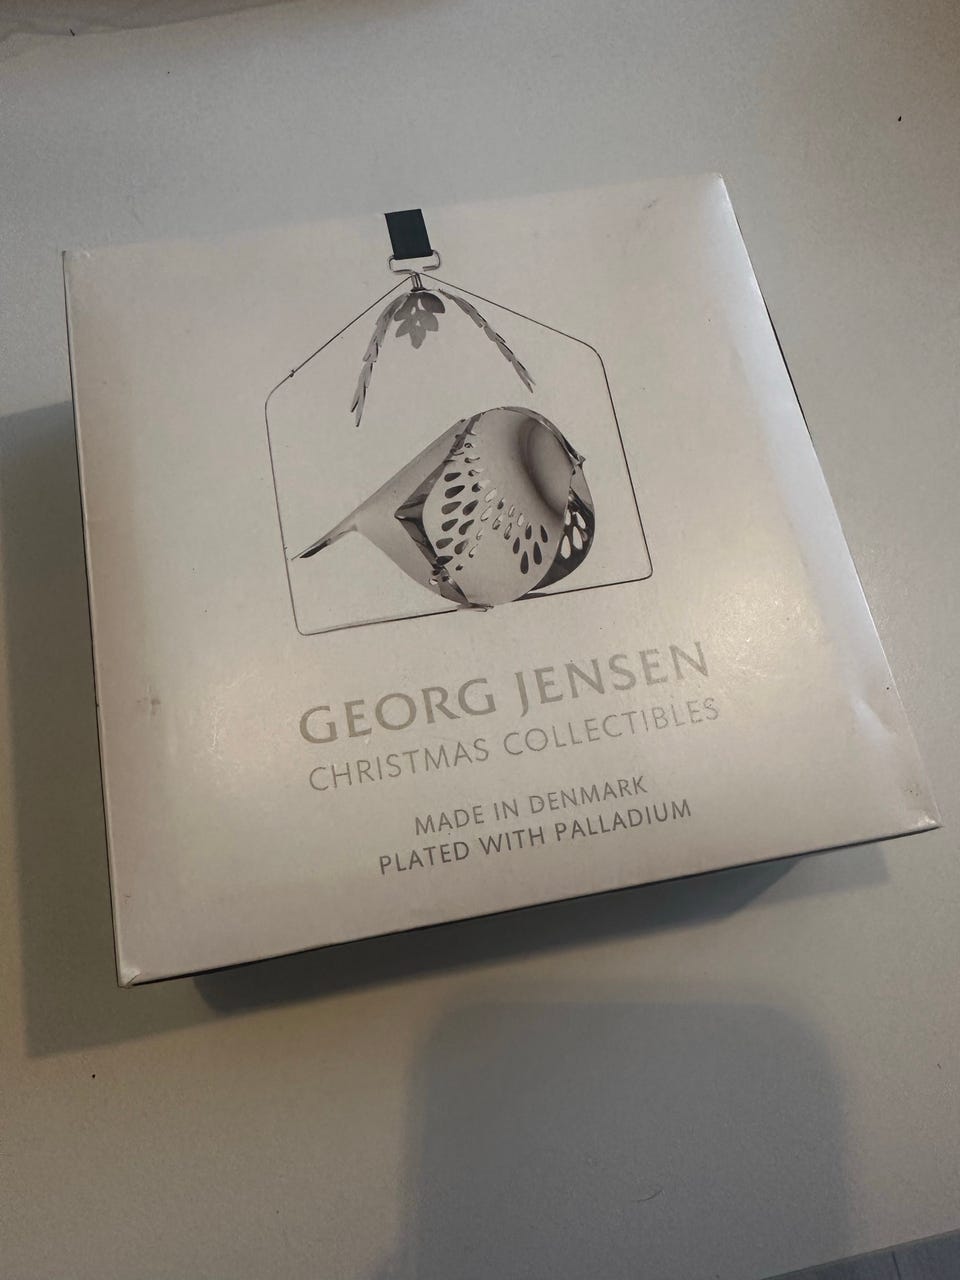 GEORG JENSEN
CHRISTMAS COLLECTIBLES
MADE IN DENMARK
PLATED WITH PALLADIUM